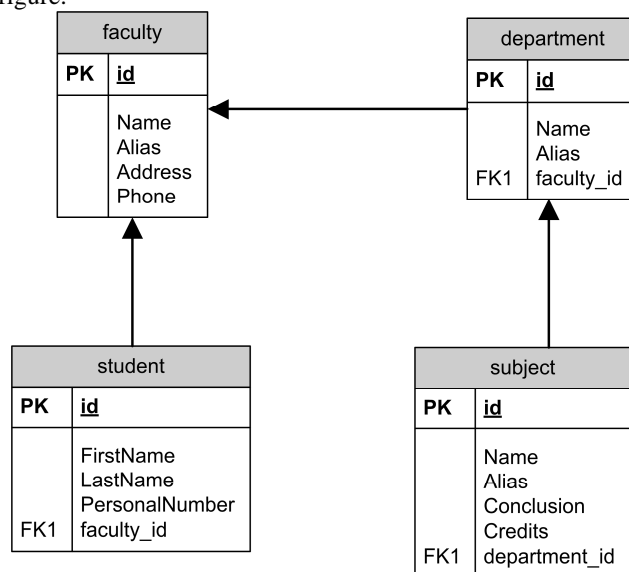 figure.
faculty
PK id
Name
Alias
Address
Phone
department
PK id
Name
Alias
FK1 faculty_id
student
PK id
FirstName
LastName
PersonalNumber
FK1 faculty_id
subject
PK id
Name
Alias
Conclusion
Credits
FK1 department_id